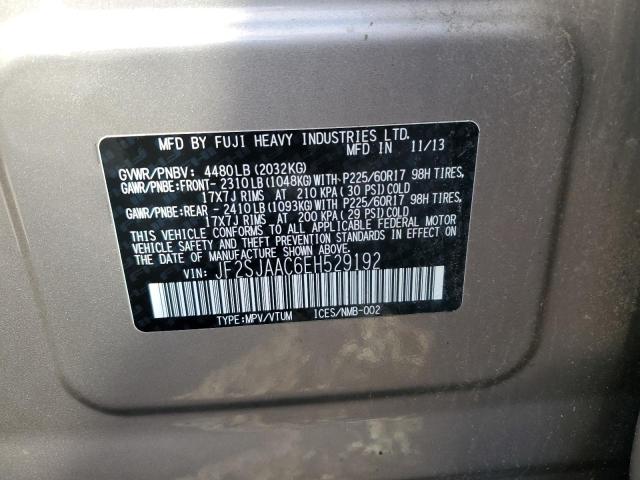 MFD BY FUJI HEAVY INDUSTRIES LTD.
MFD IN 11/13
GVWR/PNBV: 4480LB(2032KG)
GAWR/PNBE:FRONT-2310LB(1048KG)WITH P225/60R17 98H TIRES,
17X7J RIMS AT 210 KPA(30 PSI)COLD
GAWR/PNBE:REAR -2410LB(1093KG)WITH P225/60R17 98H TIRES,
17X7J RIMS AT 200 KPA(29 PSI)COLD
THIS VEHICLE CONFORMS TO ALL APPLICABLE FEDERAL MOTOR
VEHICLE SAFETY AND THEFT PREVENTION STANDARDS IN EFFECT ON
THE DATE OF MANUFACTURE SHOWN ABOVE.
VIN: JF2SJAAC6EH529192
TYPE:MPV/VTUM ICES/NMB-002